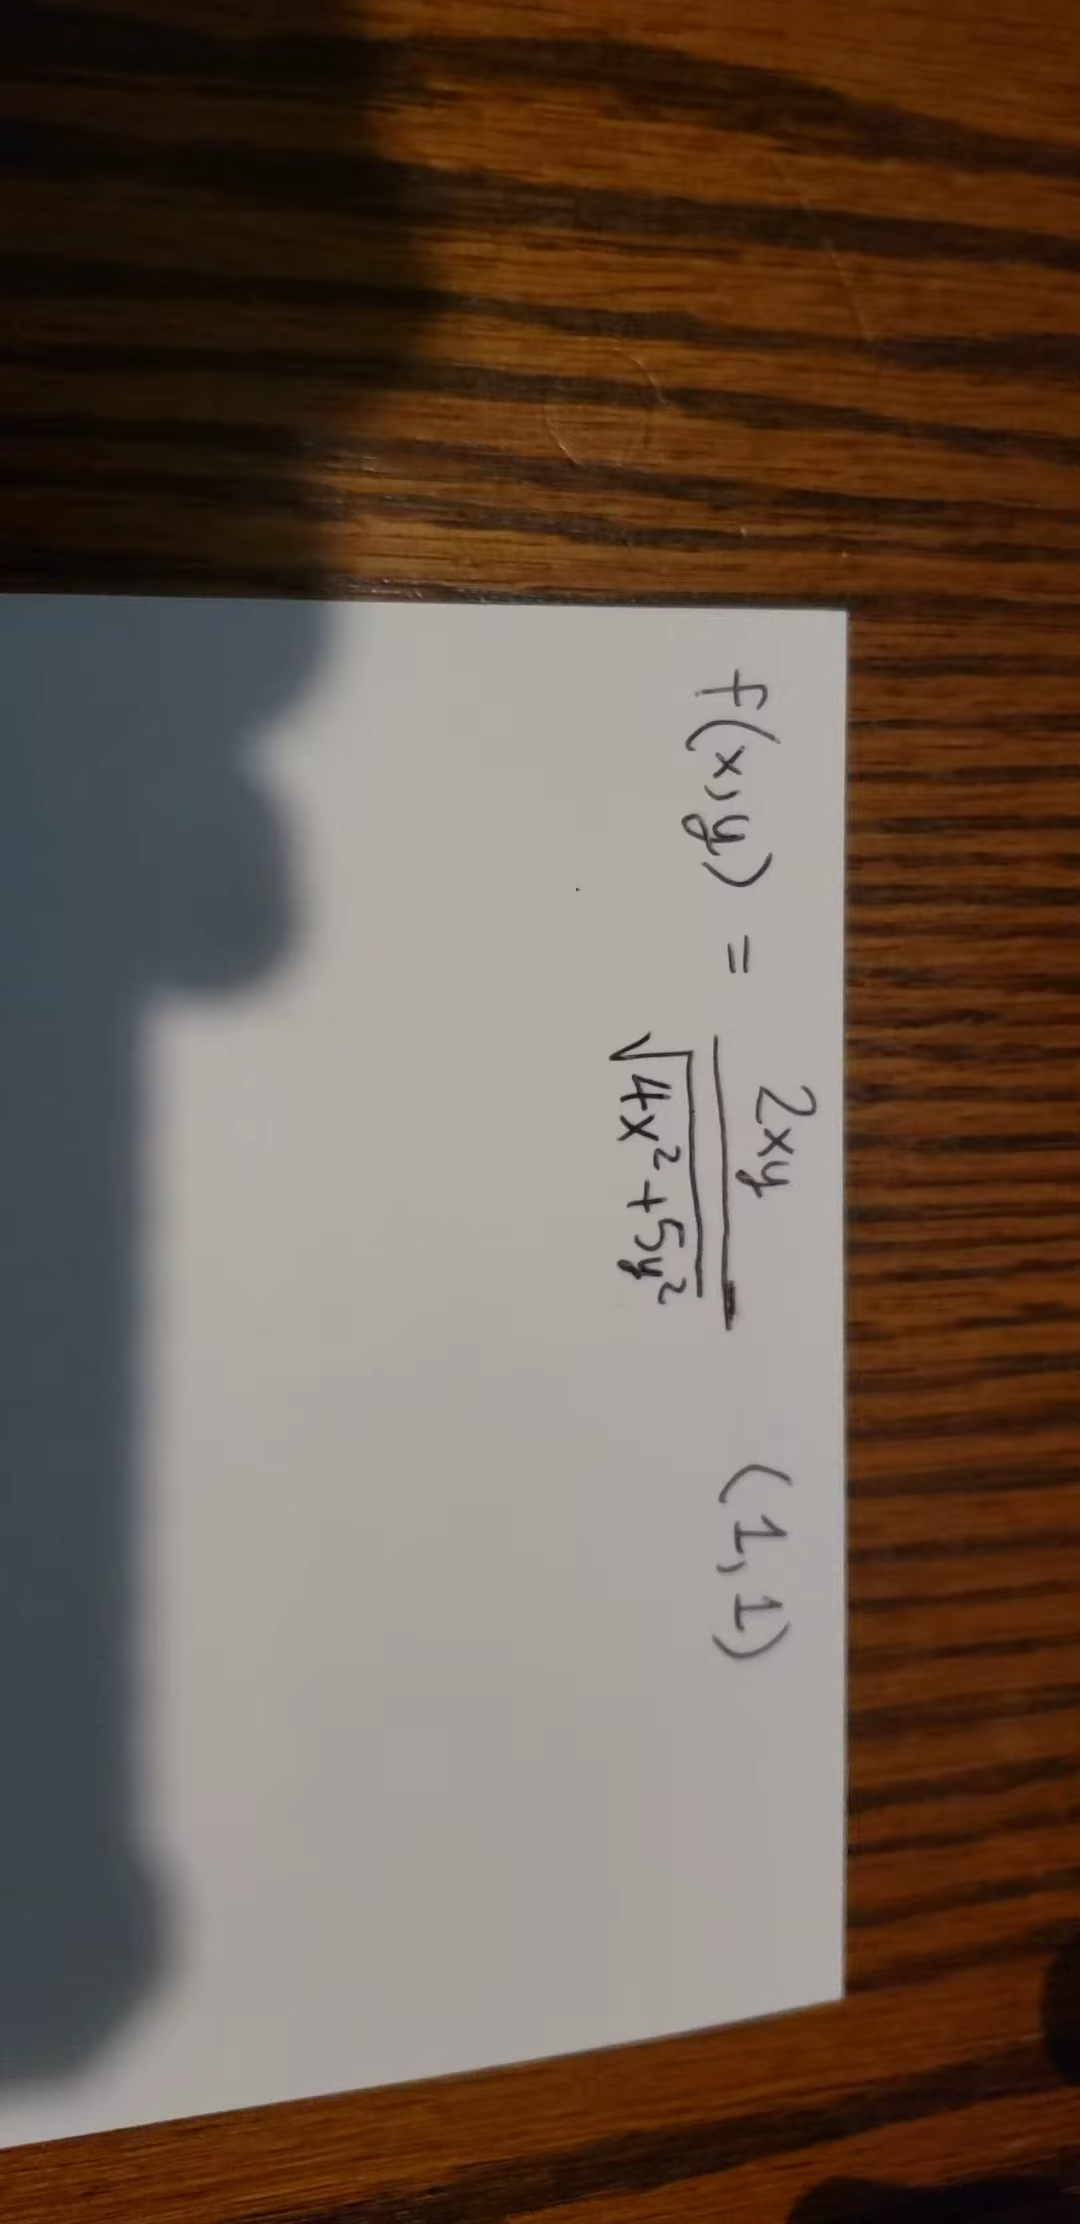 f(x,y) = 2xy / √(4x²+5y²) (1,1)